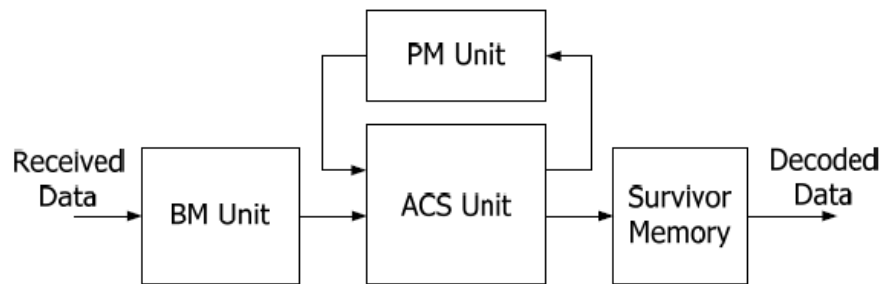 PM Unit
Received
Data
BM Unit
ACS Unit
Survivor
Memory
Decoded
Data